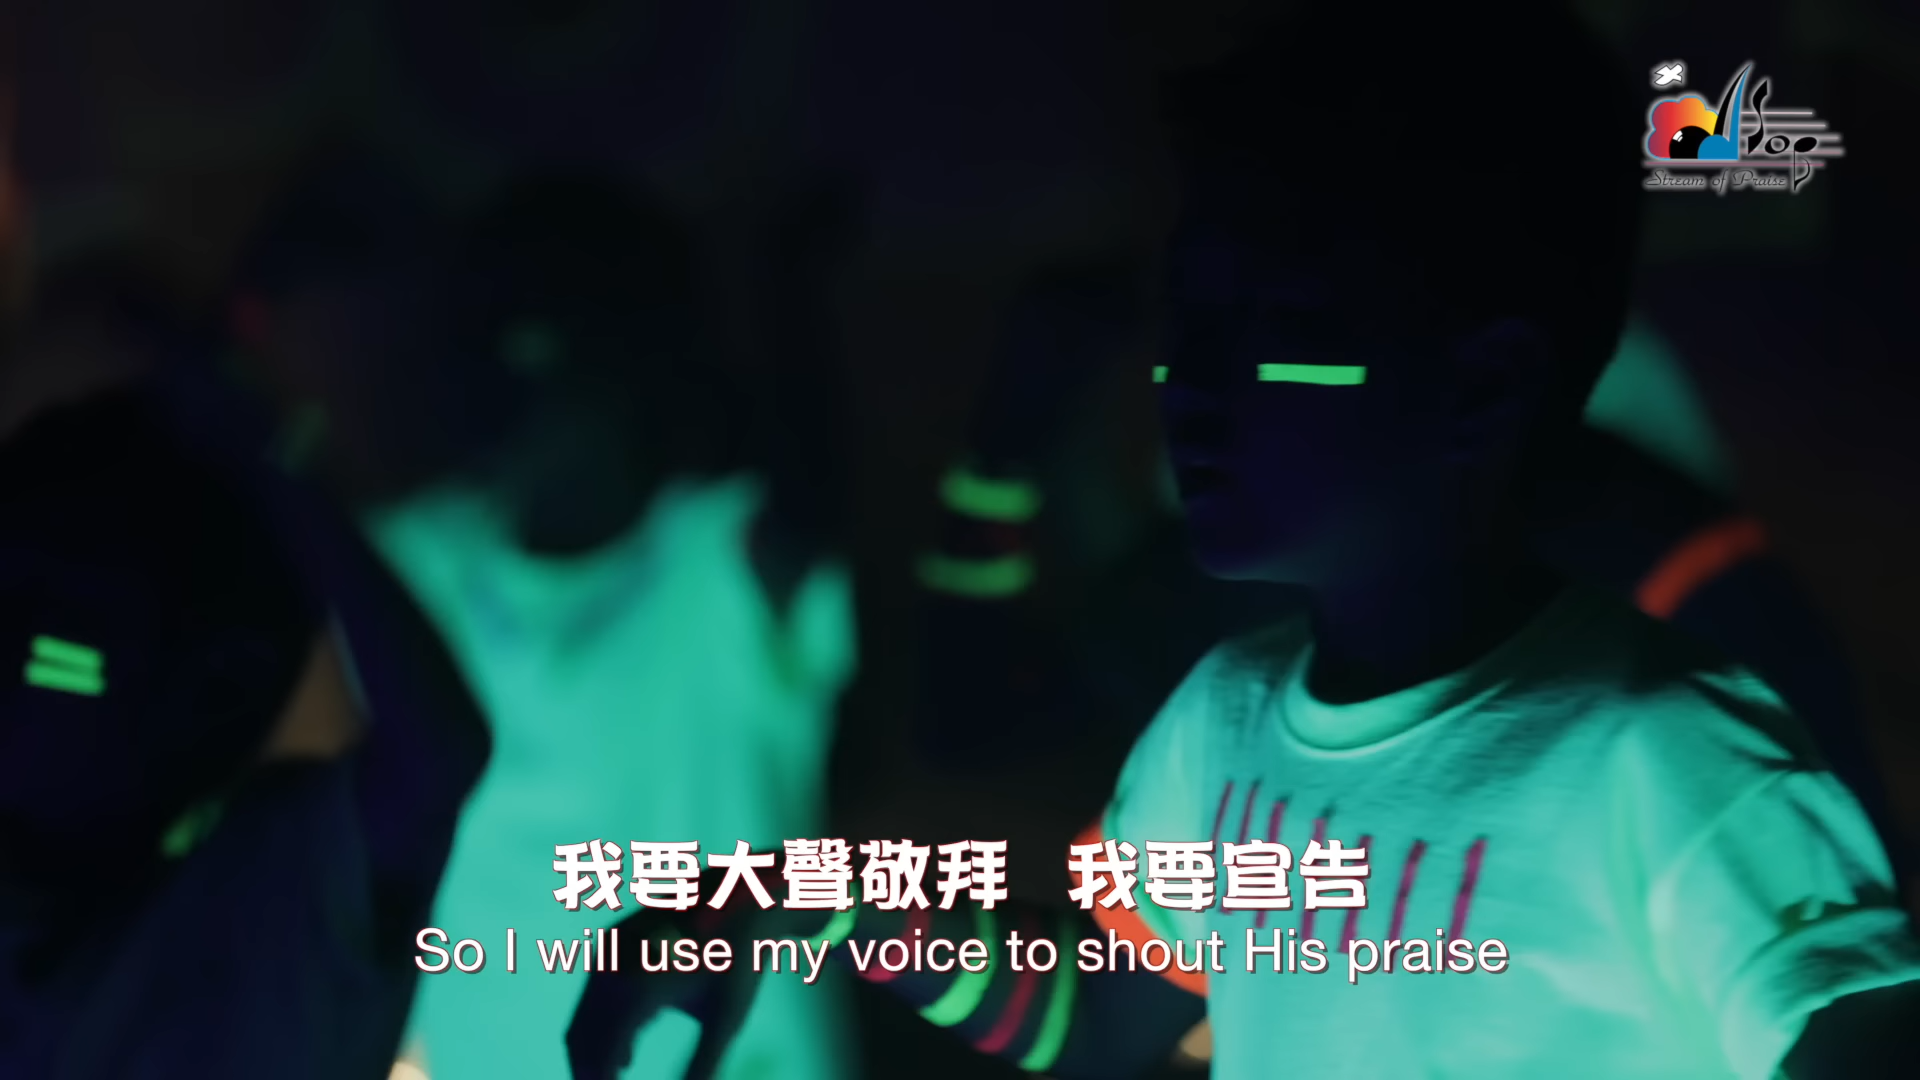 SOP
Stream of Praise
我要大聲敬拜 我要宣告
So I will use my voice to shout His praise